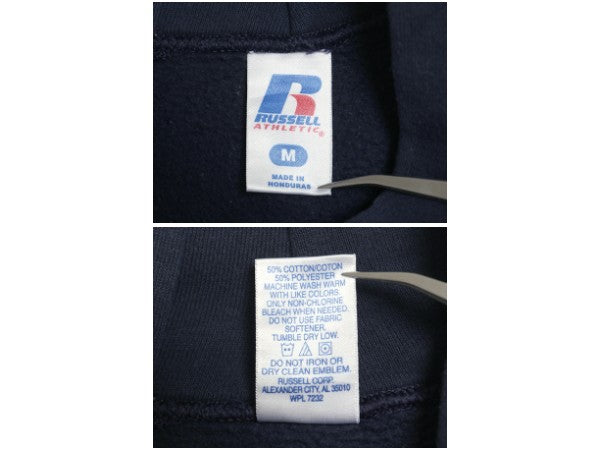 R
RUSSELL
ATHLETIC®
M
MADE IN
HONDURAS
50% COTTON/COTON
50% POLYESTER
MACHINE WASH WARM
WITH LIKE COLORS.
ONLY NON-CHLORINE
BLEACH WHEN NEEDED.
DO NOT USE FABRIC
SOFTENER.
TUMBLE DRY LOW.
DO NOT IRON OR
DRY CLEAN EMBLEM.
RUSSELL CORP.
ALEXANDER CITY, AL 35010
WPL 7232